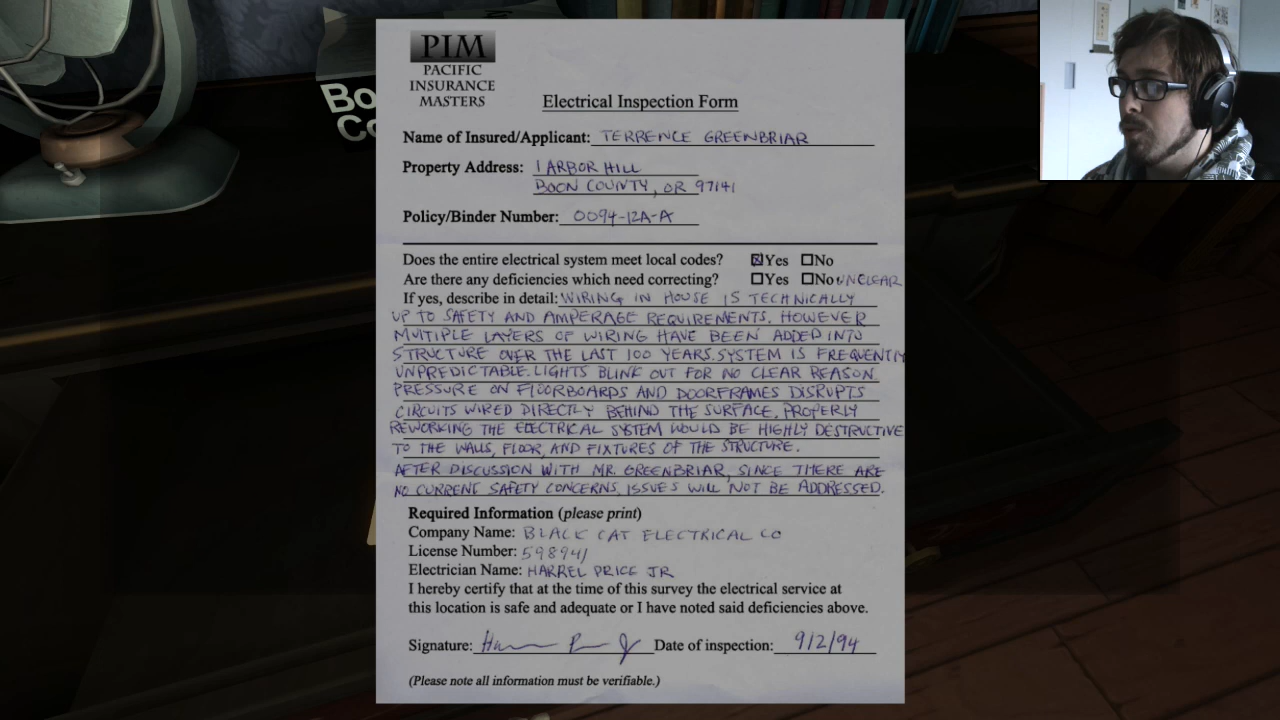 Bo
Co
PIM
PACIFIC
INSURANCE
MASTERS
Electrical Inspection Form
Name of Insured/Applicant: TERRENCE GREENBRIAR
Property Address: 1 ARBOR HILL
BOON COUNTY, OR 97141
Policy/Binder Number: 0094-12A-A
Does the entire electrical system meet local codes? ☒Yes ☐No
Are there any deficiencies which need correcting? ☐Yes ☐No UNCLEAR
If yes, describe in detail: WIRING IN HOUSE IS TECHNICALLY
UP TO SAFETY AND AMPERAGE REQUIREMENTS. HOWEVER
MULTIPLE LAYERS OF WIRING HAVE BEEN ADDED INTO
STRUCTURE OVER THE LAST 100 YEARS. SYSTEM IS FREQUENTLY
UNPREDICTABLE. LIGHTS BLINK OUT FOR NO CLEAR REASON.
PRESSURE ON FLOORBOARDS AND DOORFRAMES DISRUPTS
CIRCUITS WIRED DIRECTLY BEHIND THE SURFACE. PROPERLY
REWORKING THE ELECTRICAL SYSTEM WOULD BE HIGHLY DESTRUCTIVE
TO THE WALLS, FLOOR, AND FIXTURES OF THE STRUCTURE.
AFTER DISCUSSION WITH MR. GREENBRIAR, SINCE THERE ARE
NO CURRENT SAFETY CONCERNS, ISSUES WILL NOT BE ADDRESSED.
Required Information (please print)
Company Name: BLACK CAT ELECTRICAL CO
License Number: 598941
Electrician Name: HARREL PRICE JR
I hereby certify that at the time of this survey the electrical service at
this location is safe and adequate or I have noted said deficiencies above.
Signature: Date of inspection: 9/2/94
(Please note all information must be verifiable.)